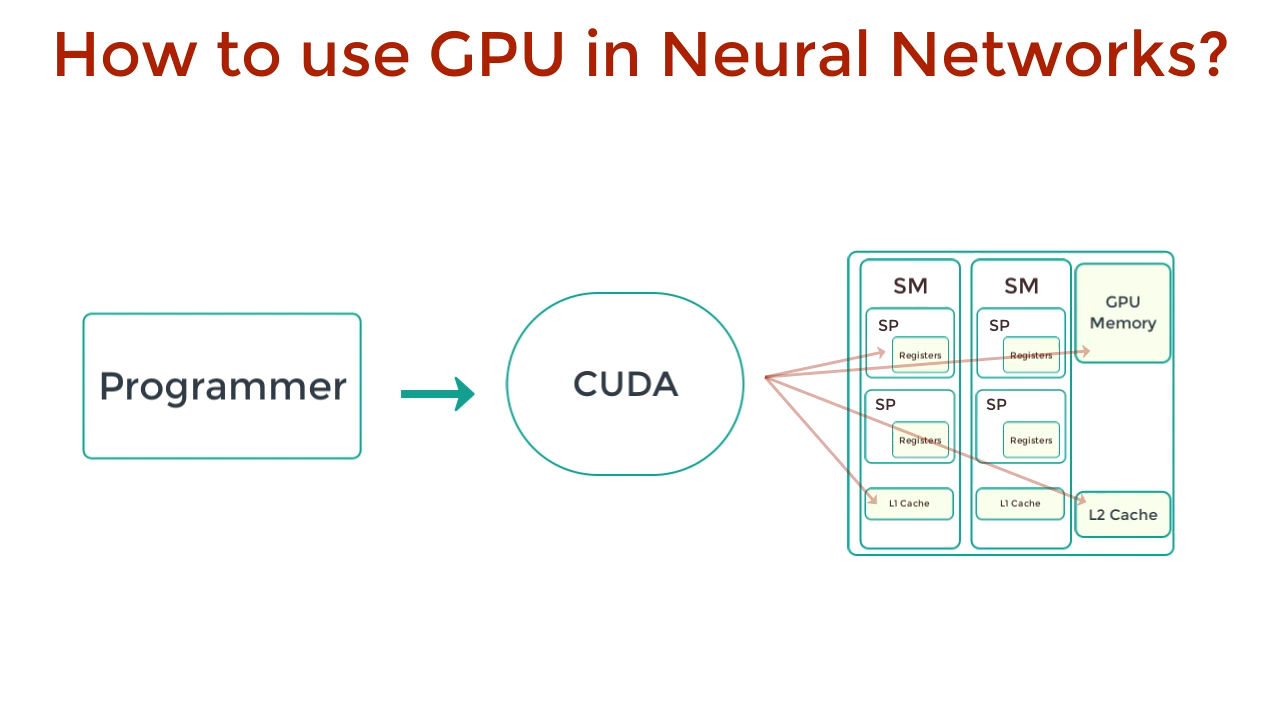 How to use GPU in Neural Networks?
Programmer
CUDA
SM
SP
Registers
SP
Registers
L1 Cache
SM
SP
Registers
SP
Registers
L1 Cache
GPU
Memory
L2 Cache